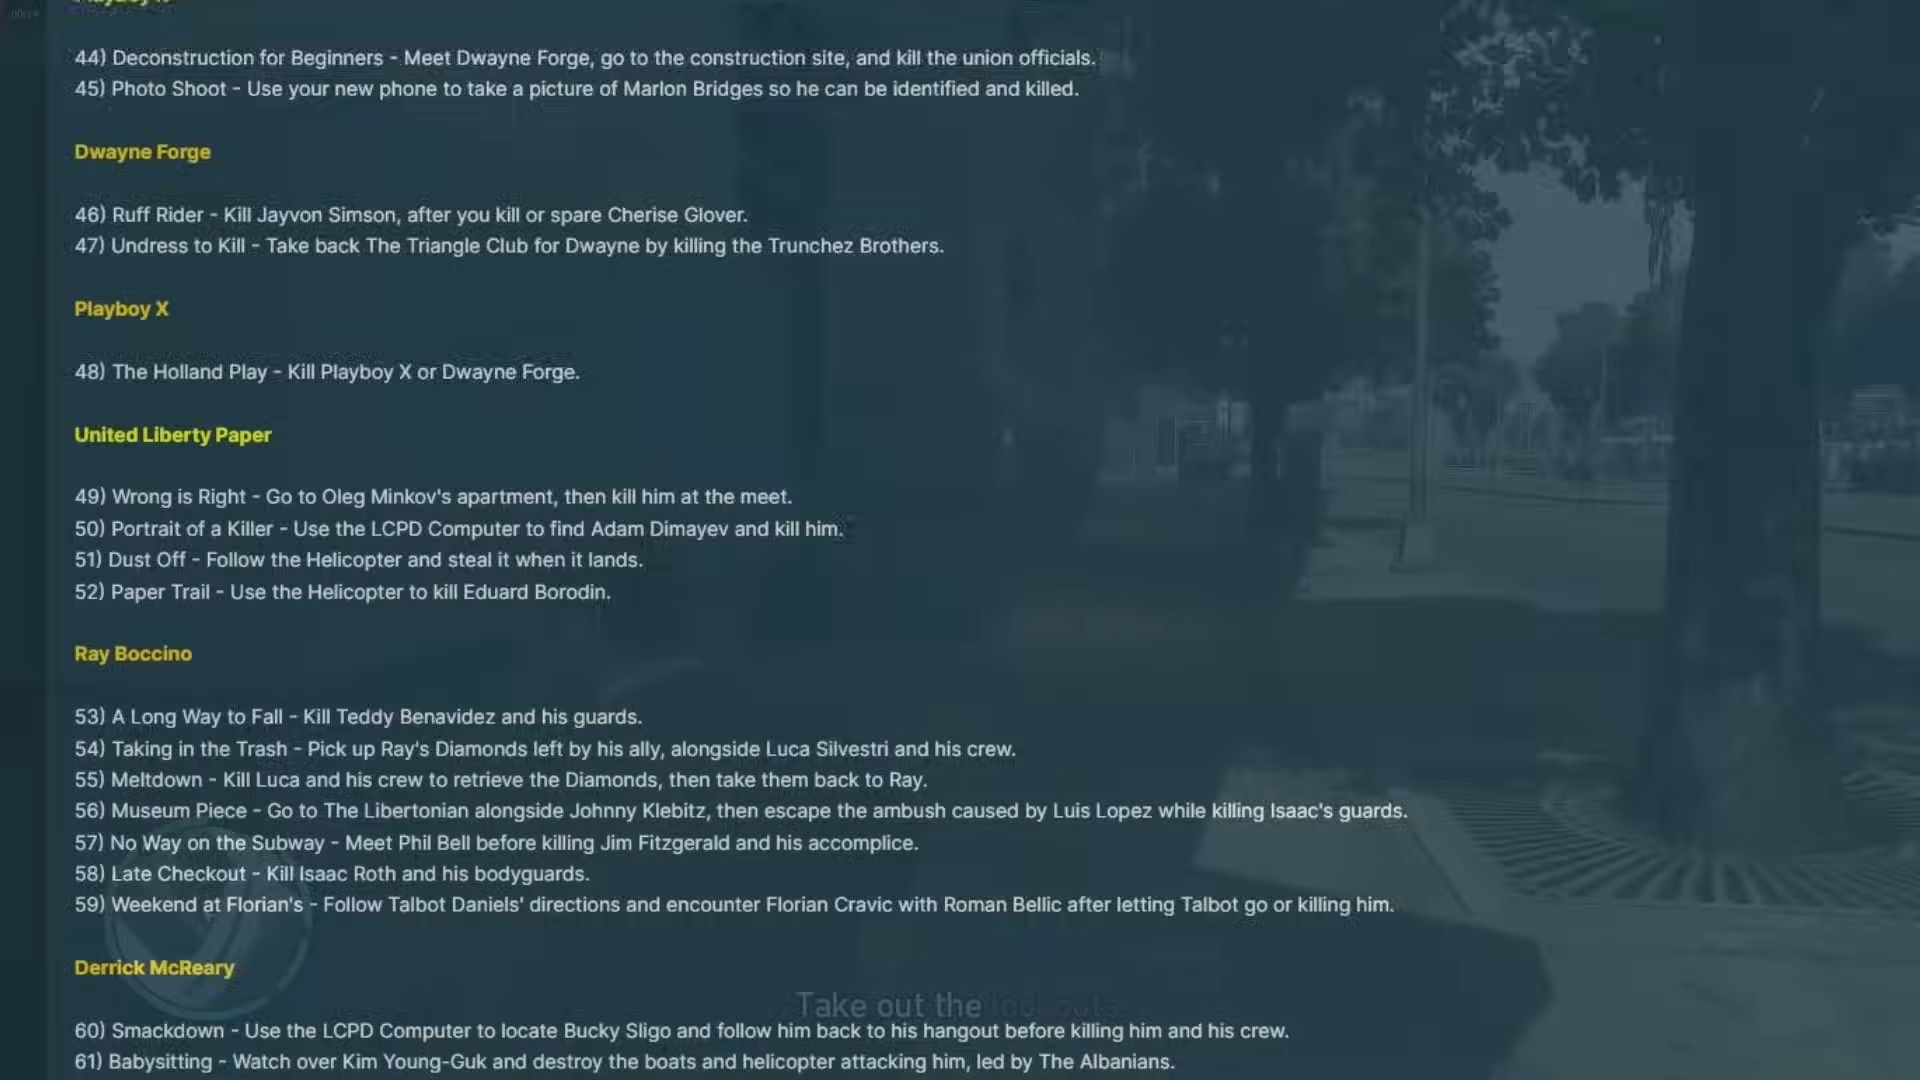 44) Deconstruction for Beginners - Meet Dwayne Forge, go to the construction site, and kill the union officials.
45) Photo Shoot - Use your new phone to take a picture of Marlon Bridges so he can be identified and killed.
Dwayne Forge
46) Ruff Rider - Kill Jayvon Simson, after you kill or spare Cherise Glover.
47) Undress to Kill - Take back The Triangle Club for Dwayne by killing the Trunchez Brothers.
Playboy X
48) The Holland Play - Kill Playboy X or Dwayne Forge.
United Liberty Paper
49) Wrong is Right - Go to Oleg Minkov's apartment, then kill him at the meet.
50) Portrait of a Killer - Use the LCPD Computer to find Adam Dimayev and kill him.
51) Dust Off - Follow the Helicopter and steal it when it lands.
52) Paper Trail - Use the Helicopter to kill Eduard Borodin.
Ray Boccino
53) A Long Way to Fall - Kill Teddy Benavidez and his guards.
54) Taking in the Trash - Pick up Ray's Diamonds left by his ally, alongside Luca Silvestri and his crew.
55) Meltdown - Kill Luca and his crew to retrieve the Diamonds, then take them back to Ray.
56) Museum Piece - Go to The Libertonian alongside Johnny Klebitz, then escape the ambush caused by Luis Lopez while killing Isaac's guards.
57) No Way on the Subway - Meet Phil Bell before killing Jim Fitzgerald and his accomplice.
58) Late Checkout - Kill Isaac Roth and his bodyguards.
59) Weekend at Florian's - Follow Talbot Daniels' directions and encounter Florian Cravic with Roman Bellic after letting Talbot go or killing him.
Derrick McReary
Take out the
60) Smackdown - Use the LCPD Computer to locate Bucky Sligo and follow him back to his hangout before killing him and his crew.
61) Babysitting - Watch over Kim Young-Guk and destroy the boats and helicopter attacking him, led by The Albanians.